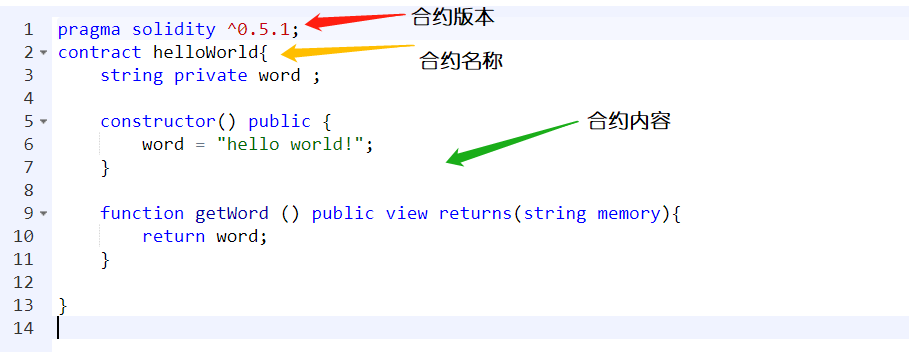 1 pragma solidity ^0.5.1; 合约版本
2 contract helloWorld{ 合约名称
3 string private word ;
4
5 constructor() public { 合约内容
6 word = "hello world!";
7 }
8
9 function getWord () public view returns(string memory){
10 return word;
11 }
12
13 }
14